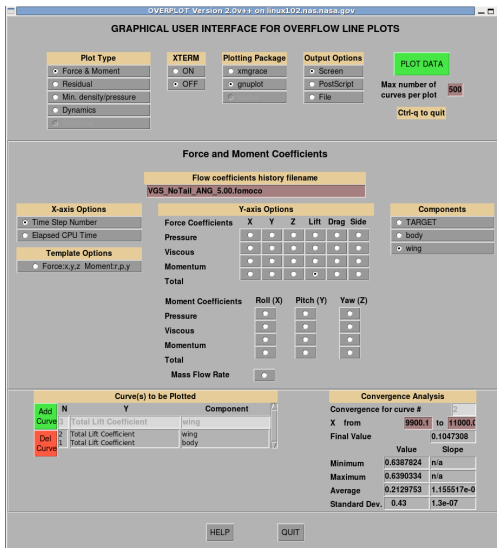 OVERPLOT Version 2.0v++ on linux102.nas.nasa.gov
GRAPHICAL USER INTERFACE FOR OVERFLOW LINE PLOTS
Plot Type XTERM Plotting Package Output Options
Force & Moment ON xmgrace Screen
Residual OFF gnuplot PostScript
Min. density/pressure File
Dynamics
PLOT DATA
Max number of
curves per plot 500
Ctrl-q to quit
Force and Moment Coefficients
Flow coefficients history filename
VGS_NoTail_ANG_5.00.fomoco
X-axis Options
Time Step Number
Elapsed CPU Time
Template Options
Force:x,y,z Moment:r,p,y
Y-axis Options
Force Coefficients X Y Z Lift Drag Side
Pressure
Viscous
Momentum
Total
Moment Coefficients Roll (X) Pitch (Y) Yaw (Z)
Pressure
Viscous
Momentum
Total
Mass Flow Rate
Components
TARGET
body
wing
Curve(s) to be Plotted
Add
Curve
Del
Curve
N Y Component
3 Total Lift Coefficient wing
2 Total Lift Coefficient wing
1 Total Lift Coefficient body
Convergence Analysis
Convergence for curve # 2
X from 9900.1 to 11000.0
Final Value 0.1047308
Value Slope
Minimum 0.6387824 n/a
Maximum 0.6390334 n/a
Average 0.2129753 1.155517e-0
Standard Dev. 0.43 1.3e-07
HELP QUIT